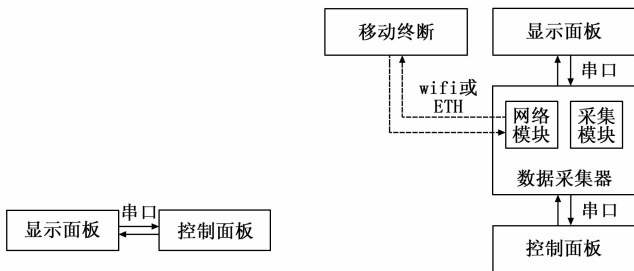 移动终断
显示面板
串口
wifi或
ETH
网络
模块
采集
模块
数据采集器
串口
显示面板
串口
控制面板
控制面板